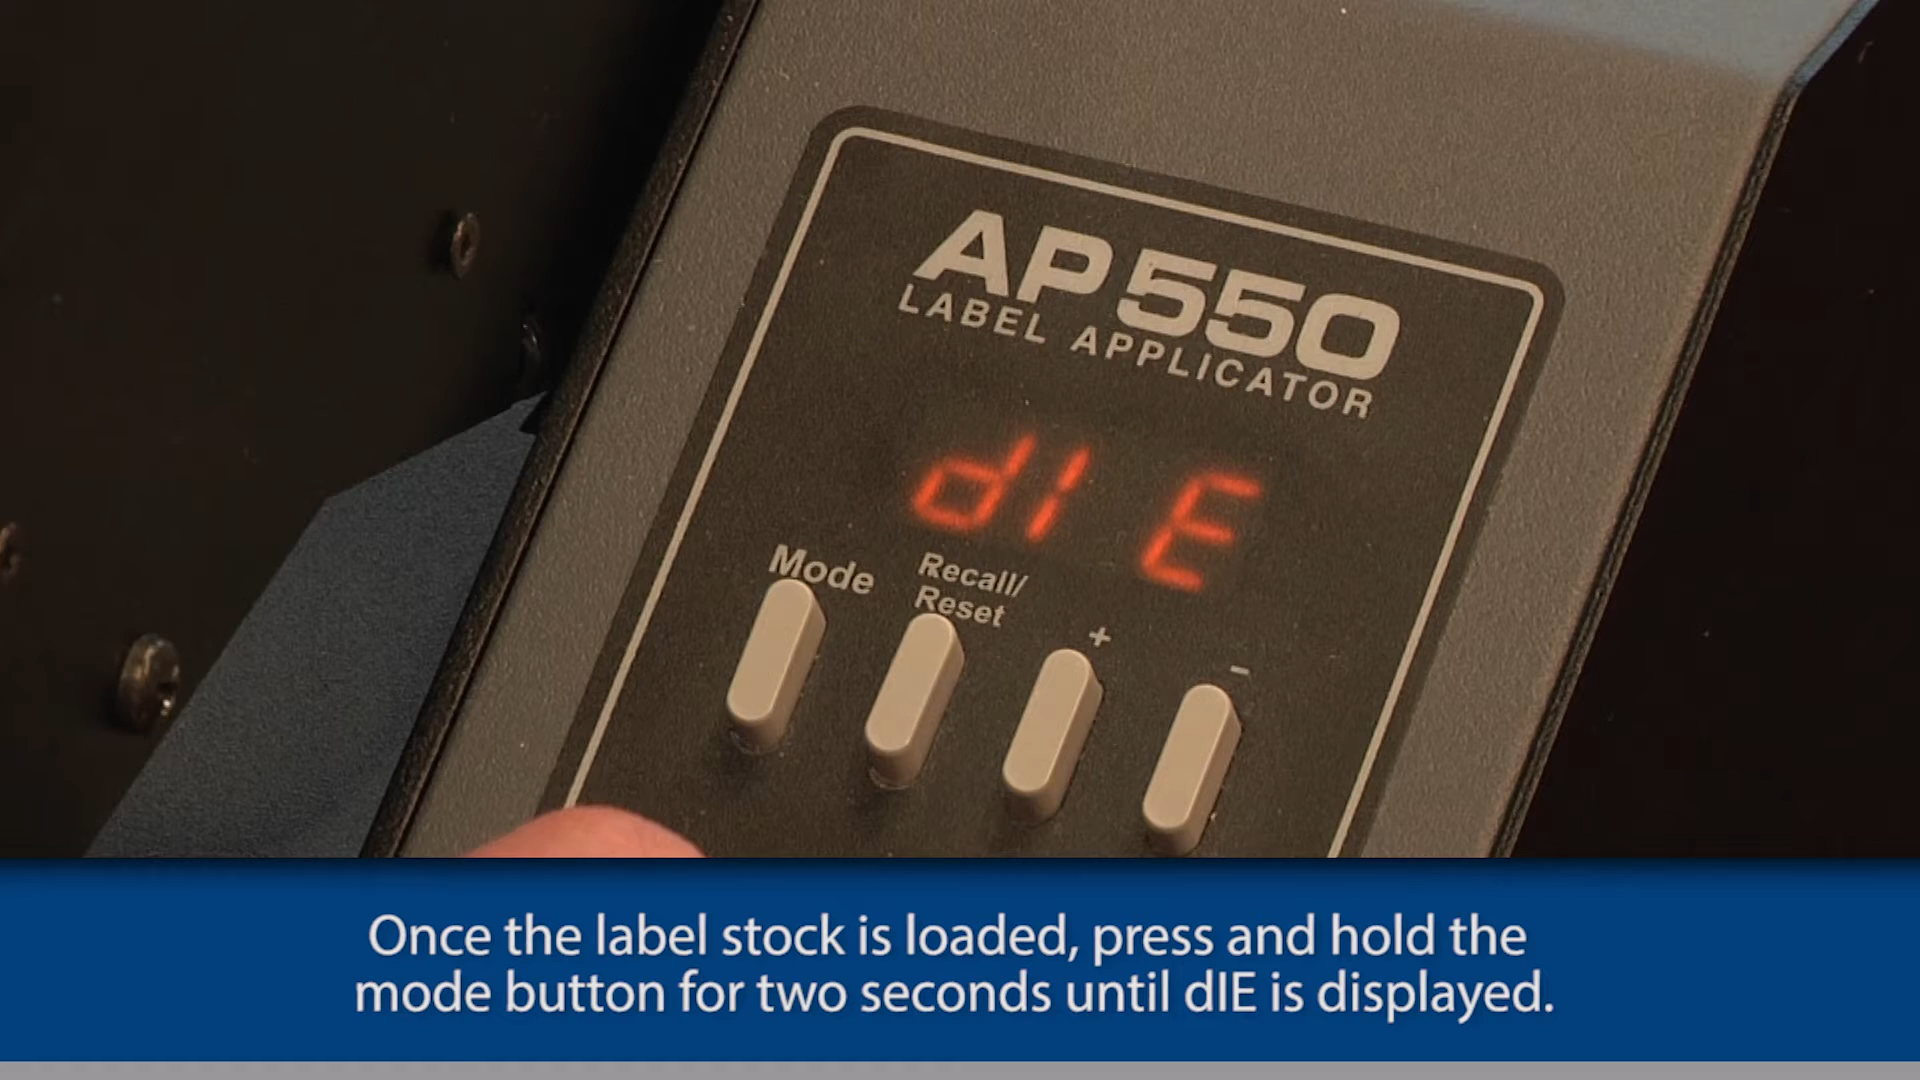 AP550
LABEL APPLICATOR
dIE
Mode
Recall/
Reset
+
-
Once the label stock is loaded, press and hold the
mode button for two seconds until dIE is displayed.